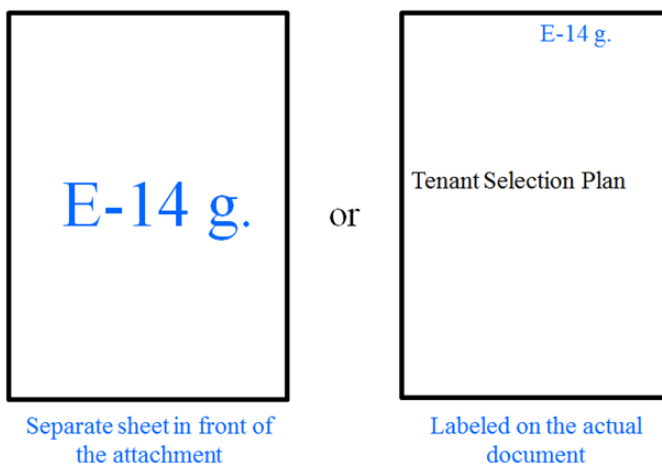 E-14 g.
Tenant Selection Plan
E-14 g.
or
Separate sheet in front of
the attachment
Labeled on the actual
document